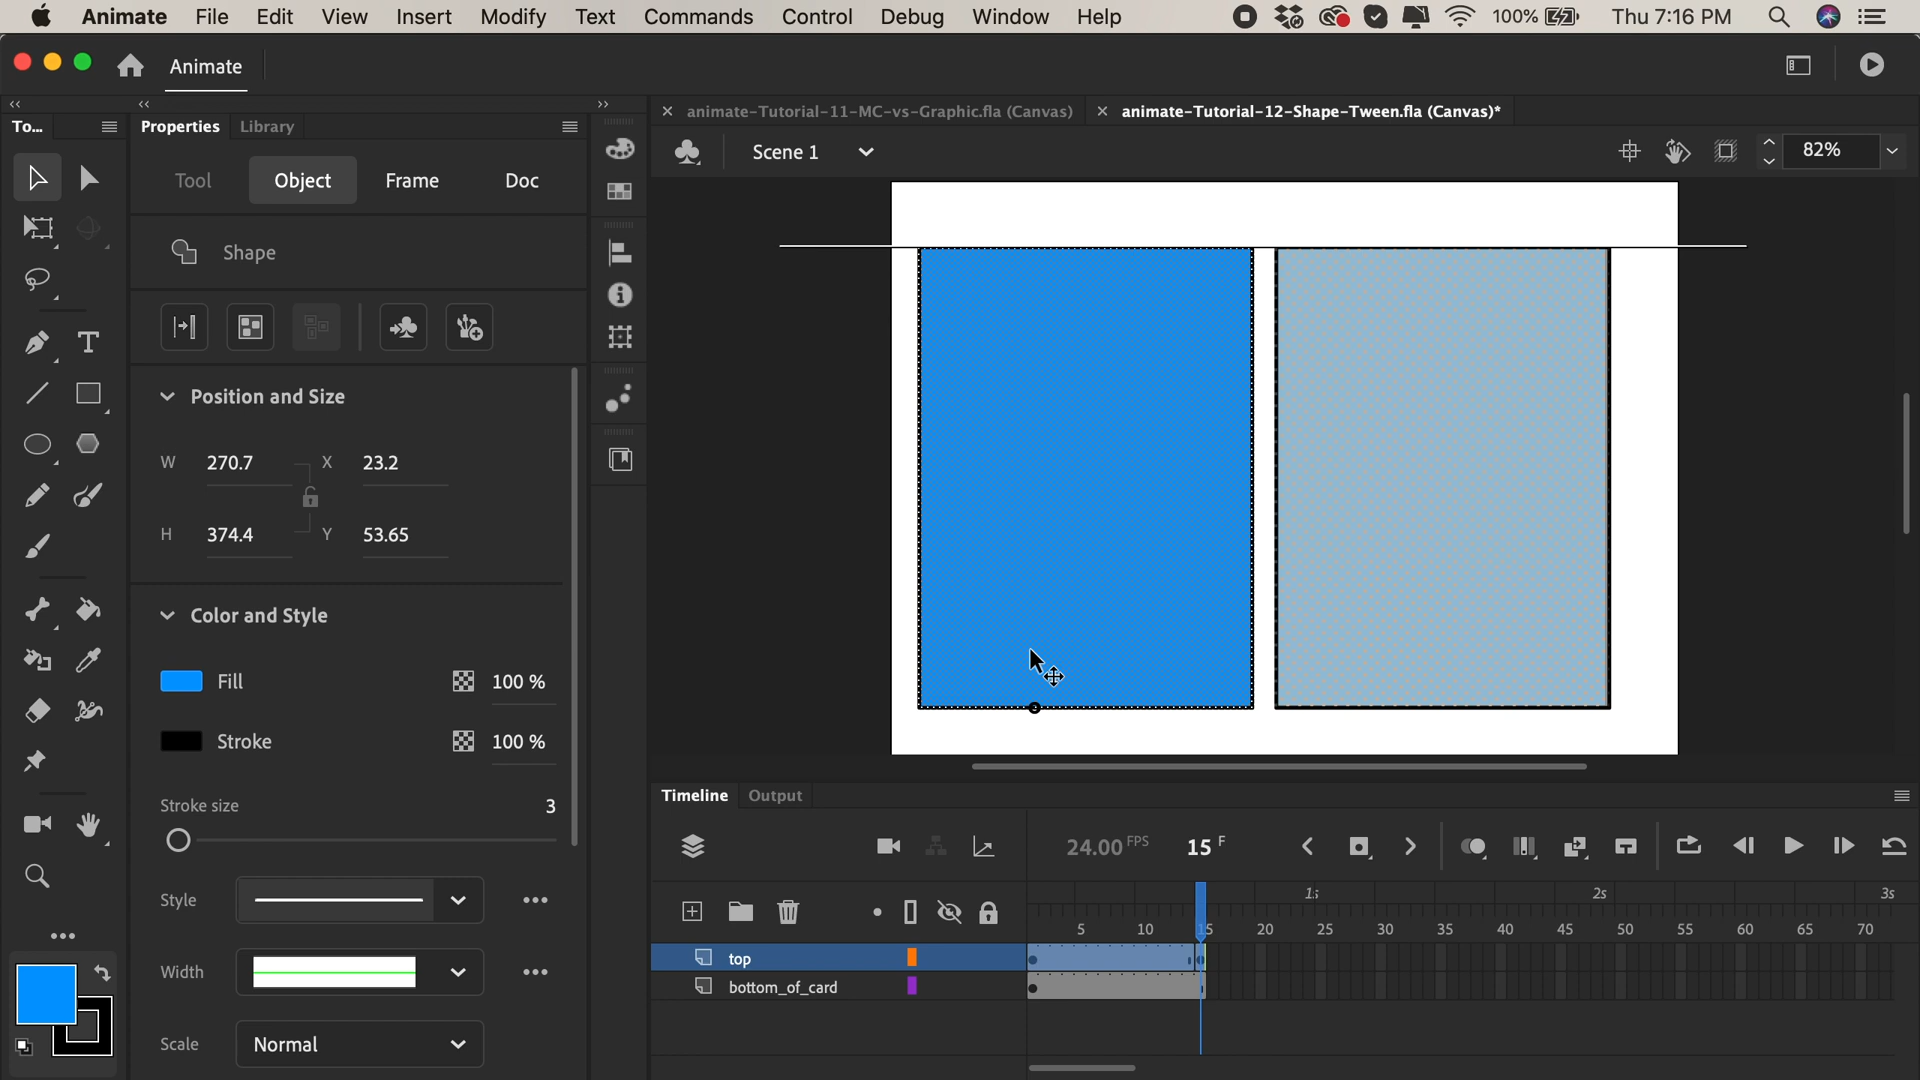 Animate File Edit View Insert Modify Text Commands Control Debug Window Help 100% Thu 7:16 PM
Animate
To... Properties Library
animate-Tutorial-11-MC-vs-Graphic.fla (Canvas) animate-Tutorial-12-Shape-Tween.fla (Canvas)*
Scene 1 82%
Tool Object Frame Doc
Shape
Position and Size
W 270.7 X 23.2
H 374.4 Y 53.65
Color and Style
Fill 100 %
Stroke 100 %
Stroke size 3
Style
Width
Scale Normal
Timeline Output
24.00 FPS 15 F
1s 2s 3s
5 10 15 20 25 30 35 40 45 50 55 60 65 70
top
bottom_of_card